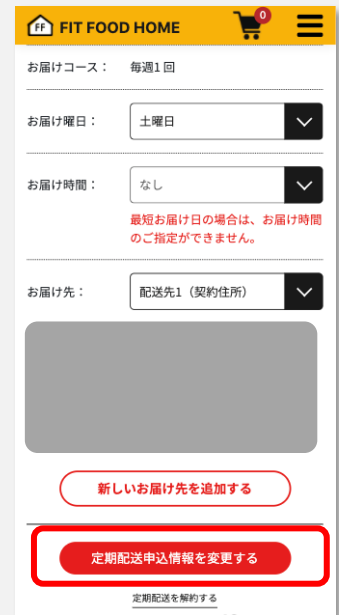 FF FIT FOOD HOME 0
お届けコース： 毎週1回
お届け曜日： 土曜日
お届け時間： なし
最短お届け日の場合は、お届け時間
のご指定ができません。
お届け先： 配送先1（契約住所）
新しいお届け先を追加する
定期配送申込情報を変更する
定期配送を解約する